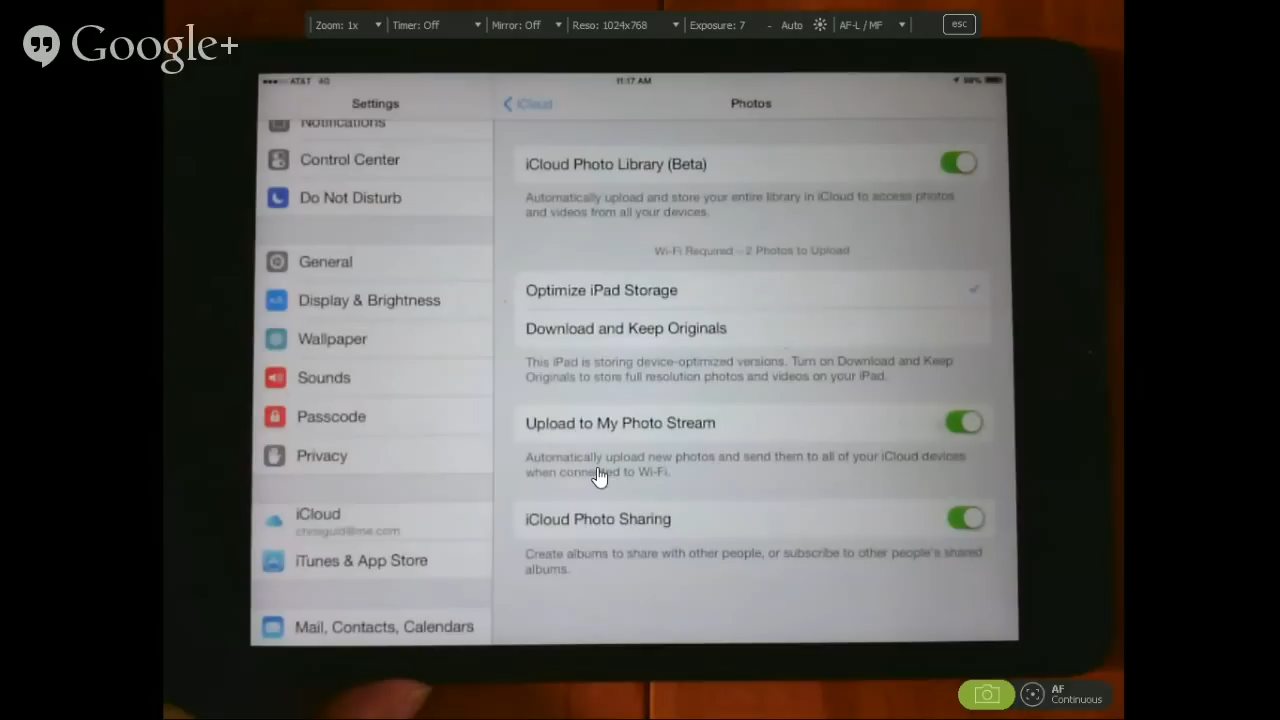 Google+
Zoom: 1x
Timer: Off
Mirror: Off
Reso: 1024x768
Exposure: 7
-
Auto
AF-L / MF
esc
AT&T 4G
11:17 AM
Settings
Notifications
Control Center
Do Not Disturb
General
Display & Brightness
Wallpaper
Sounds
Passcode
Privacy
iCloud
iTunes & App Store
Mail, Contacts, Calendars
iCloud
Photos
iCloud Photo Library (Beta)
Automatically upload and store your entire library in iCloud to access photos
and videos from all your devices.
Wi-Fi Required - 2 Photos to Upload
Optimize iPad Storage
Download and Keep Originals
This iPad is storing device-optimized versions. Turn on Download and Keep
Originals to store full resolution photos and videos on your iPad.
Upload to My Photo Stream
Automatically upload new photos and send them to all of your iCloud devices
when connected to Wi-Fi.
iCloud Photo Sharing
Create albums to share with other people, or subscribe to other people's shared
albums.
AF
Continuous